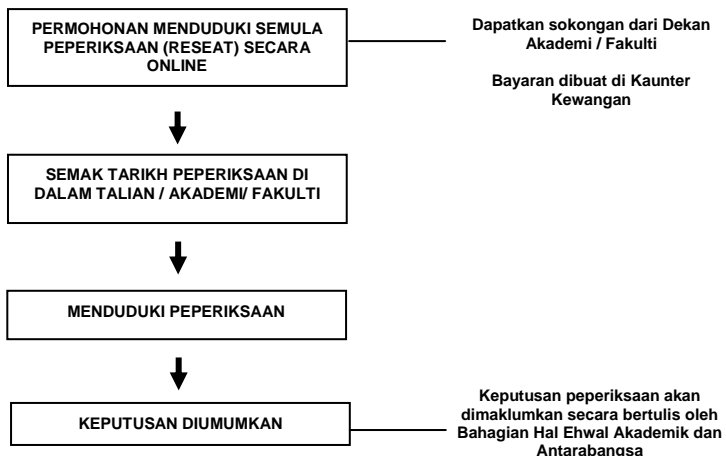 PERMOHONAN MENDUDUKI SEMULA
PEPERIKSAAN (RESEAT) SECARA
ONLINE
Dapatkan sokongan dari Dekan
Akademi / Fakulti
Bayaran dibuat di Kaunter
Kewangan
SEMAK TARIKH PEPERIKSAAN DI
DALAM TALIAN / AKADEMI/ FAKULTI
MENDUDUKI PEPERIKSAAN
KEPUTUSAN DIUMUMKAN
Keputusan peperiksaan akan
dimaklumkan secara bertulis oleh
Bahagian Hal Ehwal Akademik dan
Antarabangsa